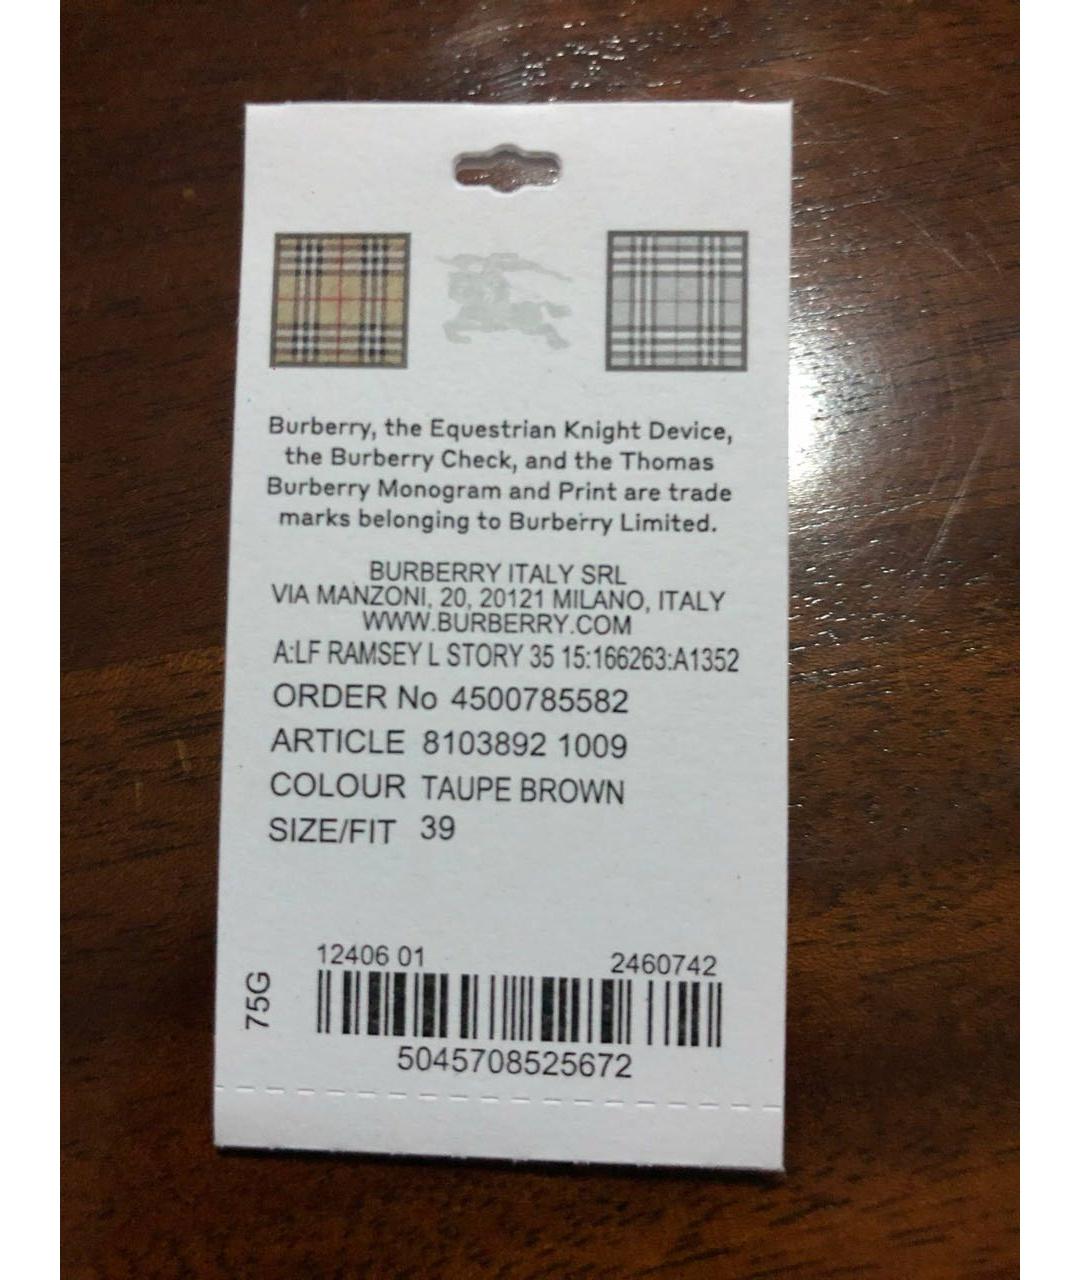 Burberry, the Equestrian Knight Device,
the Burberry Check, and the Thomas
Burberry Monogram and Print are trade
marks belonging to Burberry Limited.
BURBERRY ITALY SRL
VIA MANZONI, 20, 20121 MILANO, ITALY
WWW.BURBERRY.COM
A:LF RAMSEY L STORY 35 15:166263:A1352
ORDER No 4500785582
ARTICLE 8103892 1009
COLOUR TAUPE BROWN
SIZE/FIT 39
12406 01 2460742
75G
5045708525672